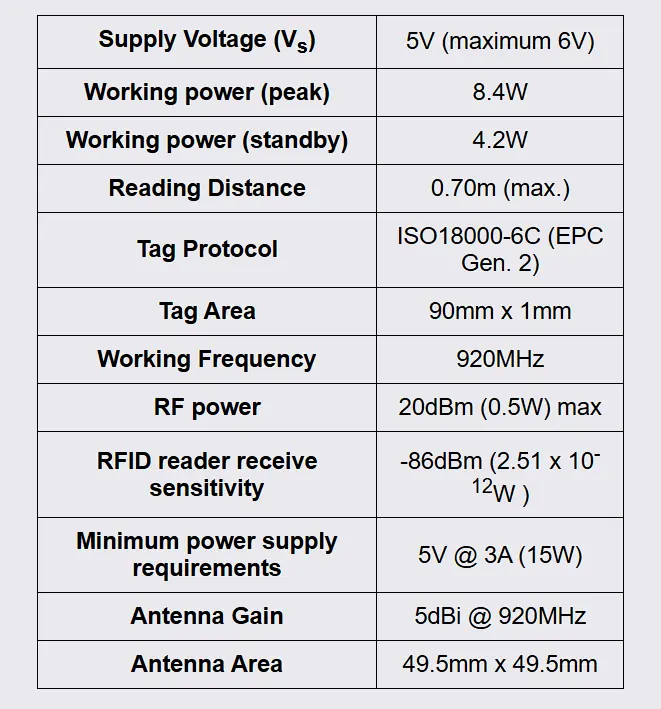 Supply Voltage (Vs) 5V (maximum 6V)
Working power (peak) 8.4W
Working power (standby) 4.2W
Reading Distance 0.70m (max.)
Tag Protocol ISO18000-6C (EPC
Gen. 2)
Tag Area 90mm x 1mm
Working Frequency 920MHz
RF power 20dBm (0.5W) max
RFID reader receive
sensitivity
-86dBm (2.51 x 10-
12W )
Minimum power supply
requirements
5V @ 3A (15W)
Antenna Gain 5dBi @ 920MHz
Antenna Area 49.5mm x 49.5mm